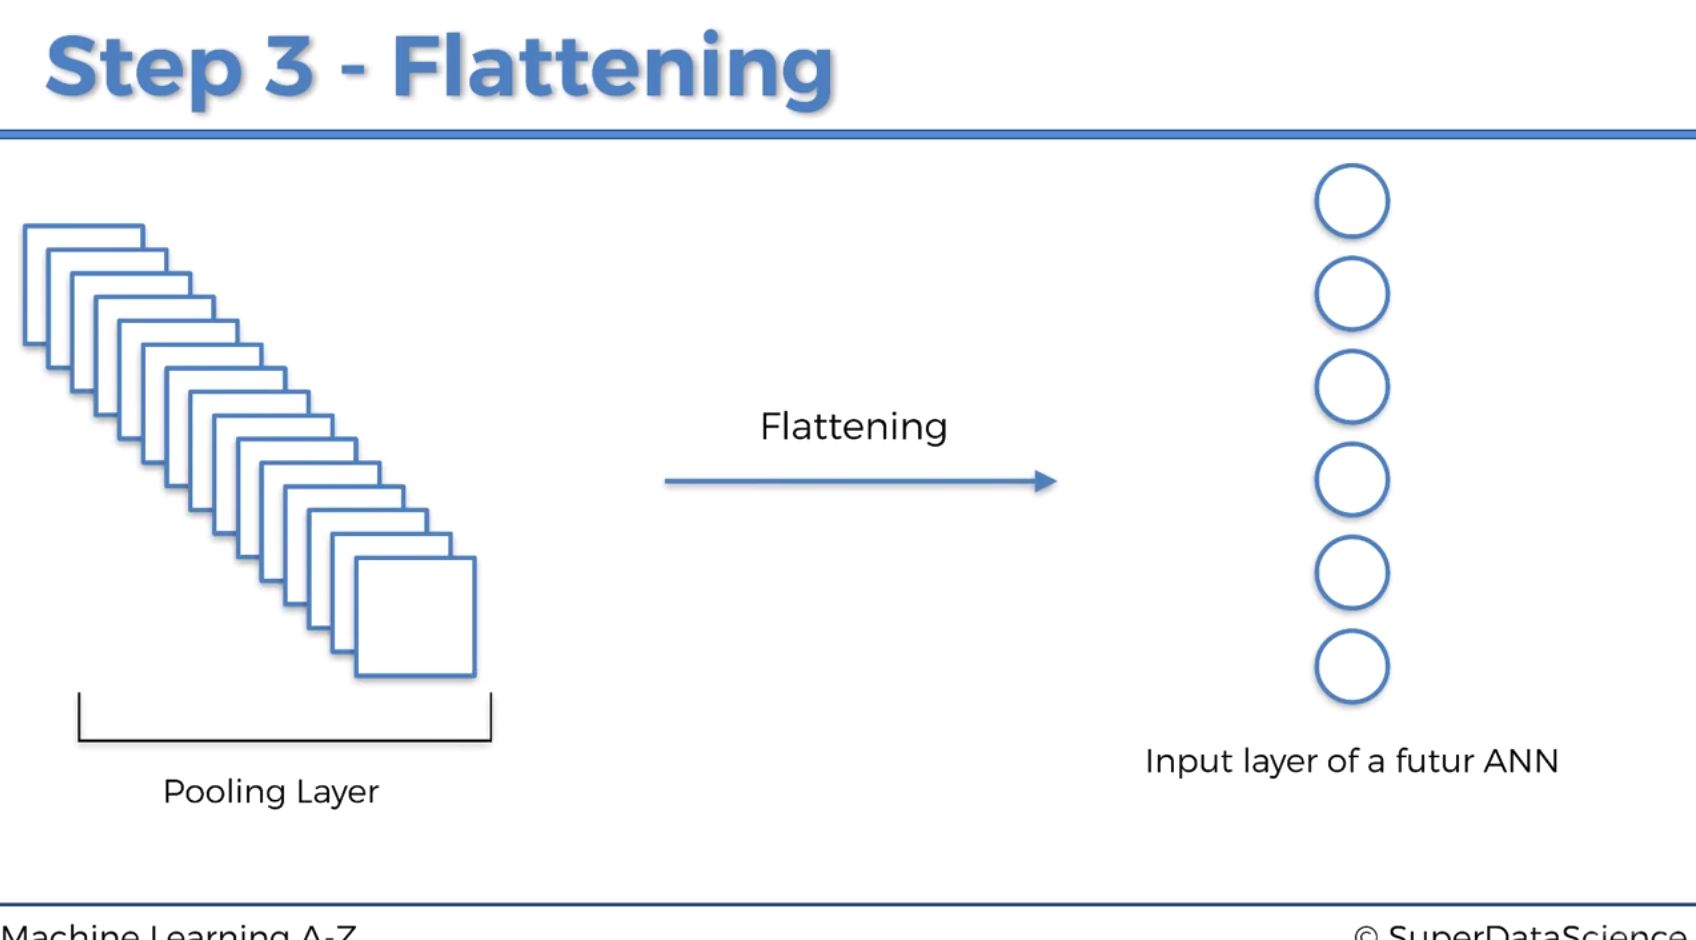 Step 3 - Flattening
Flattening
Input layer of a futur ANN
Pooling Layer
Machine Learning A-Z
© SuperDataScience